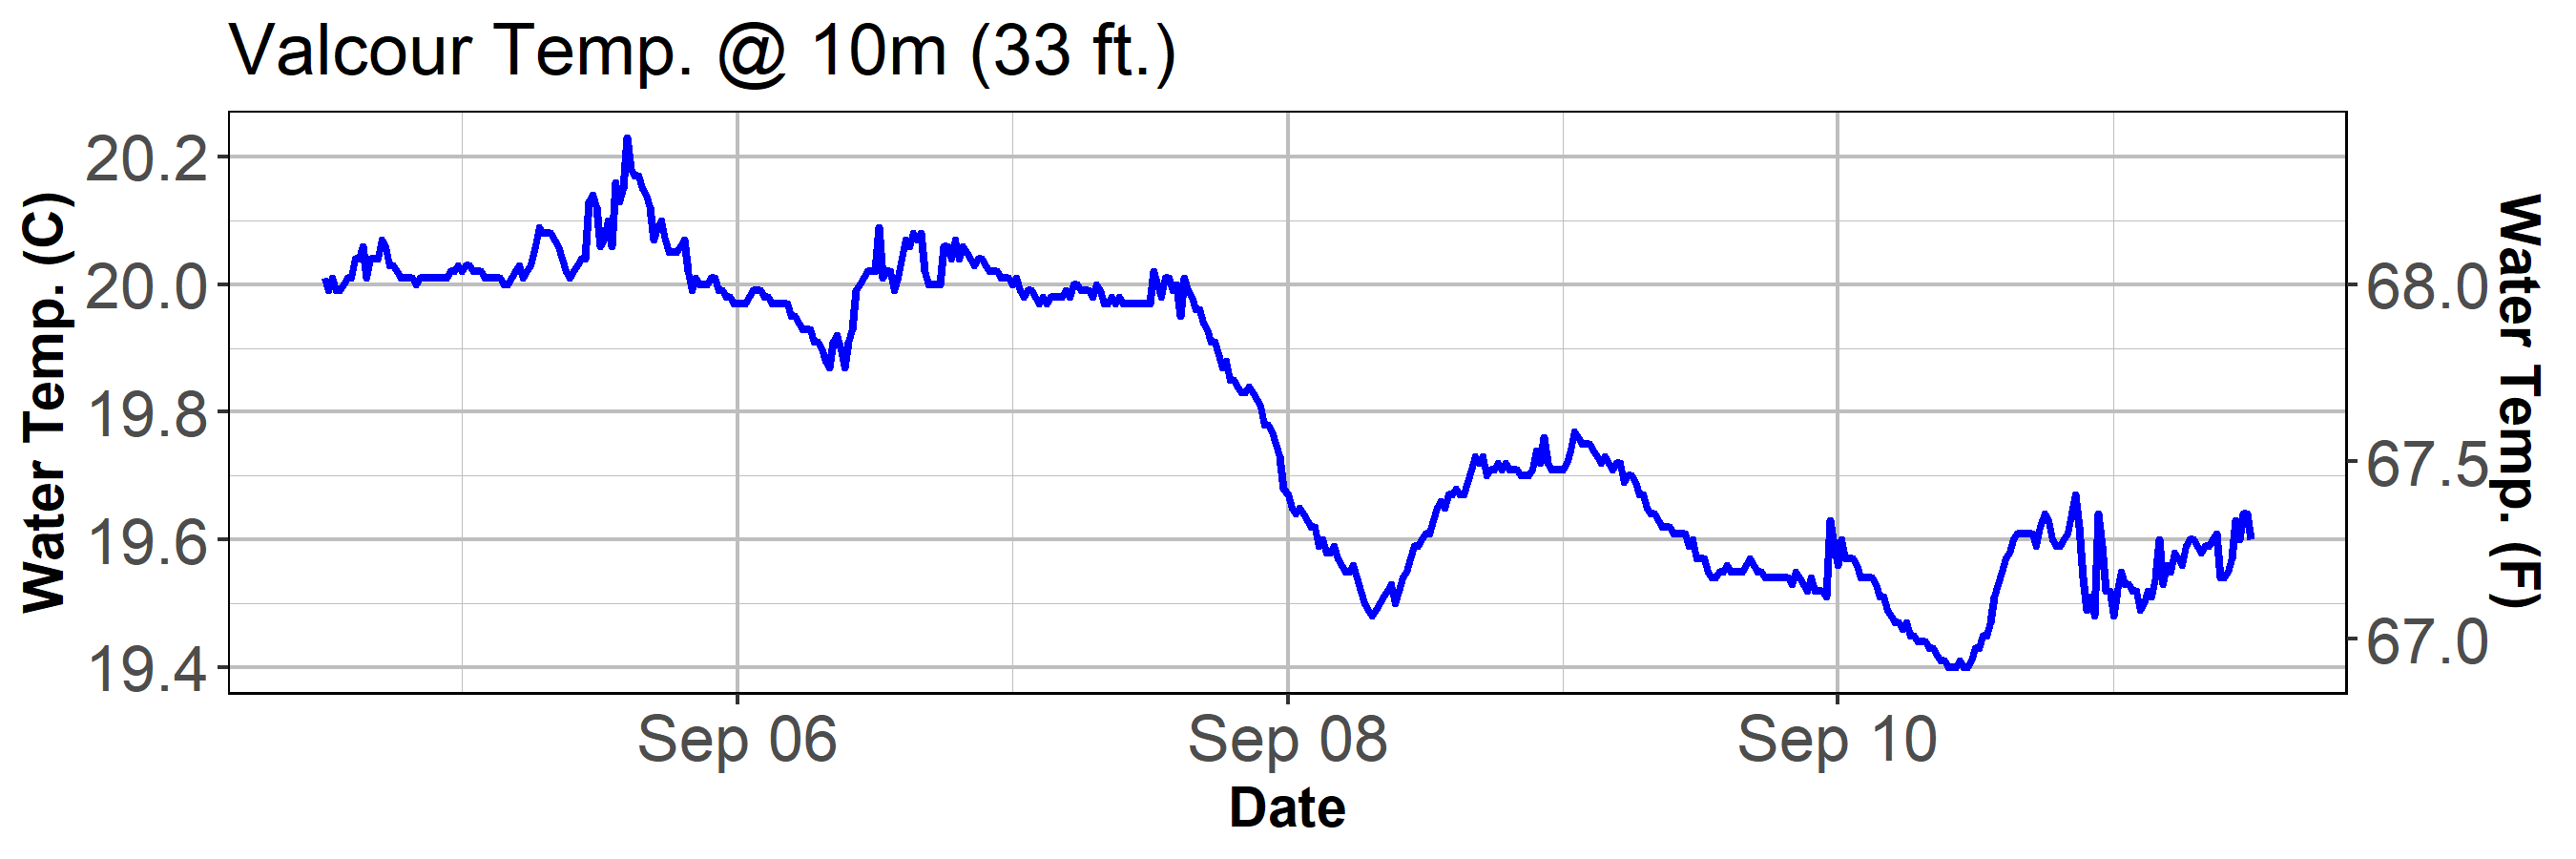 Valcour Temp. @ 10m (33 ft.)
Water Temp. (C)
20.2
20.0
19.8
19.6
19.4
68.0
67.5
67.0
Water Temp. (F)
Sep 06
Sep 08
Sep 10
Date